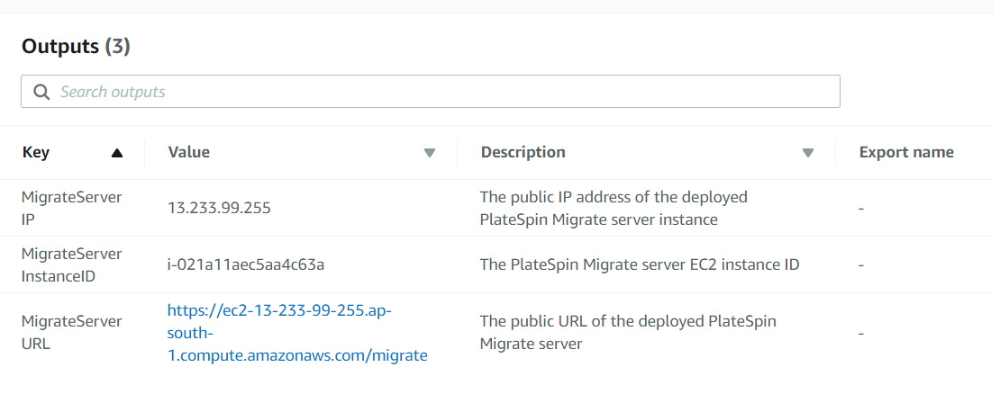 Outputs (3)
Search outputs
Key Value Description Export name
MigrateServer
IP
13.233.99.255
The public IP address of the deployed
PlateSpin Migrate server instance
-
MigrateServer
InstanceID
i-021a11aec5aa4c63a
The PlateSpin Migrate server EC2 instance ID
-
MigrateServer
URL
https://ec2-13-233-99-255.ap-
south-
1.compute.amazonaws.com/migrate
The public URL of the deployed PlateSpin
Migrate server
-